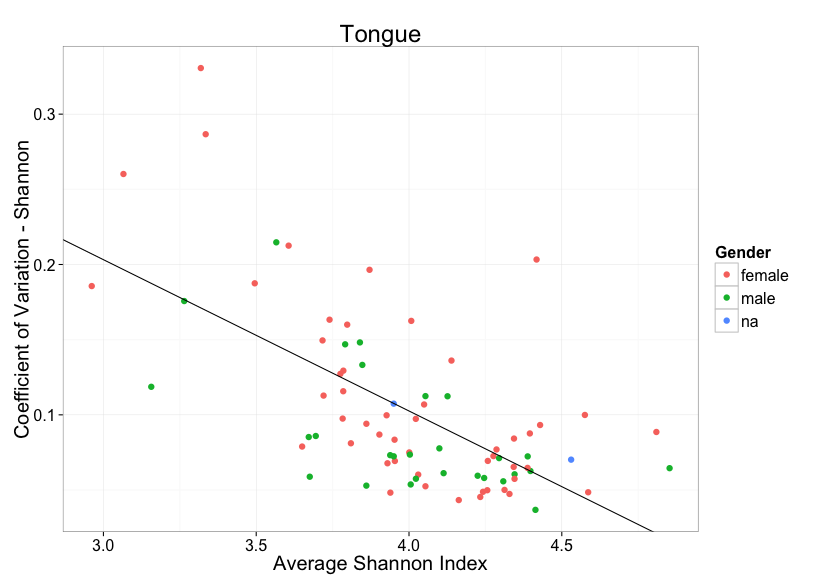 Tongue
Coefficient of Variation - Shannon
0.3
0.2
0.1
3.0 3.5 4.0 4.5
Average Shannon Index
Gender
female
male
na